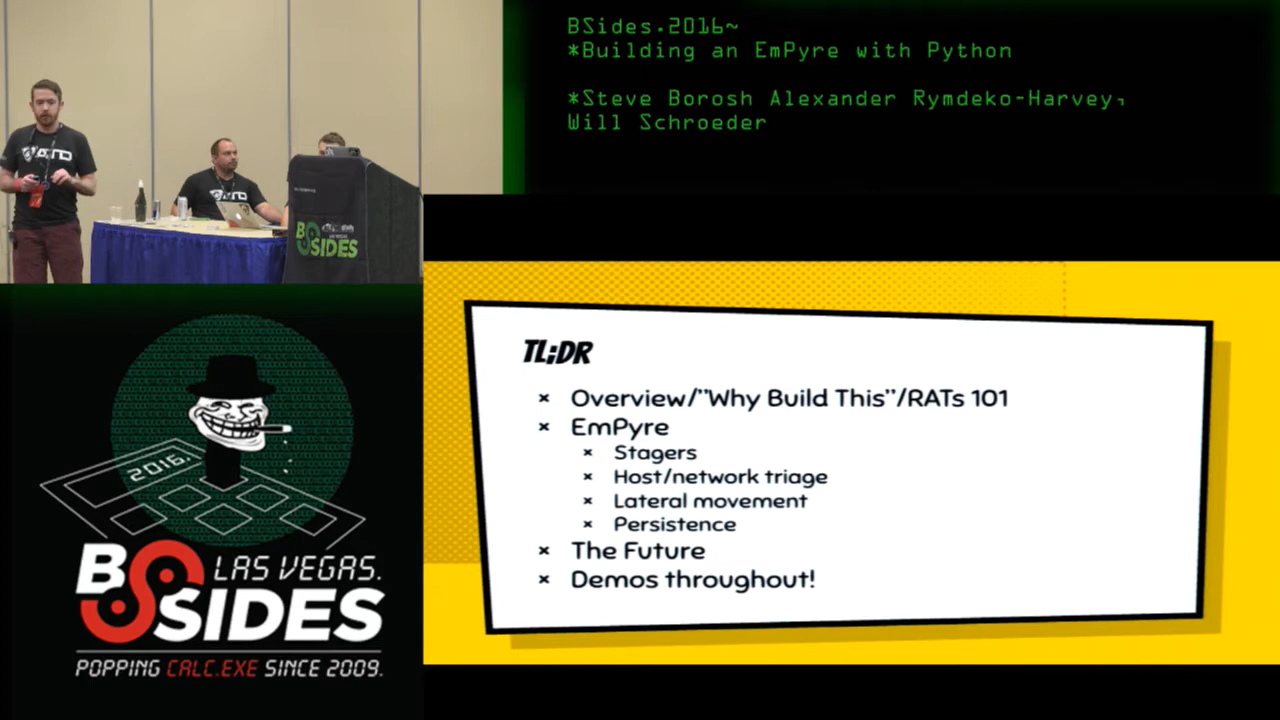 BSides.2016~
*Building an EmPyre with Python
*Steve Borosh Alexander Rymdeko-Harvey,
Will Schroeder
ATD
ATD
BSIDES
TL;DR
× Overview/"Why Build This"/RATs 101
× EmPyre
× Stagers
× Host/network triage
× Lateral movement
× Persistence
× The Future
× Demos throughout!
2016.
BSIDES
LAS VEGAS.
POPPING CALC.EXE SINCE 2009.